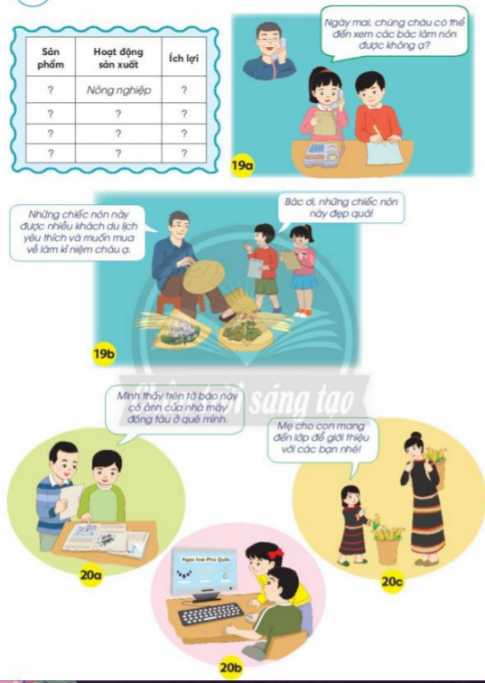 Sản phẩm
Hoạt động sản xuất
Ích lợi
?
Nông nghiệp
?
?
?
?
?
?
?
?
?
?
Ngày mai, chúng cháu có thể
đến xem các bác làm nón
được không ạ?
19a
Những chiếc nón này
được nhiều khách du lịch
yêu thích và muốn mua
về làm kỉ niệm cháu ạ.
Bác ơi, những chiếc nón
này đẹp quá!
19b
sáng tạo
Mình thấy trên tờ báo này
có ảnh của nhà máy
đóng tàu ở quê mình.
Mẹ cho con mang
đến lớp để giới thiệu
với các bạn nhé!
20a
20c
Ngọc trai Phú Quốc
20b